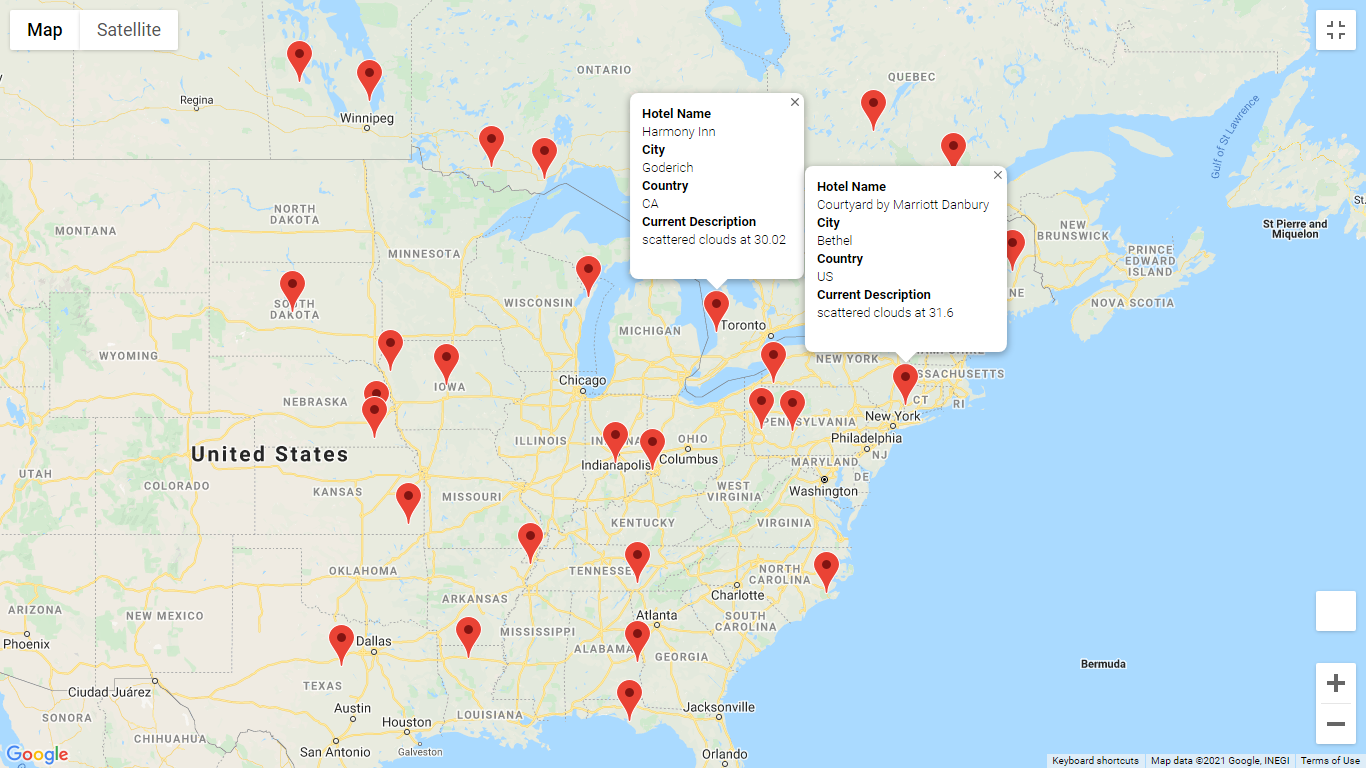 Map
Satellite
ONTARIO
QUEBEC
Regina
Winnipeg
Gulf of St Lawrence
Hotel Name
Harmony Inn
City
Goderich
Country
CA
Current Description
scattered clouds at 30.02
Hotel Name
Courtyard by Marriott Danbury
City
Bethel
Country
US
Current Description
scattered clouds at 31.6
NORTH
DAKOTA
MONTANA
MINNESOTA
NEW
BRUNSWICK
St Pierre and
Miquelon
PRINCE
EDWARD
ISLAND
NOVA SCOTIA
SOUTH
DAKOTA
WISCONSIN
MICHIGAN
Toronto
WYOMING
NEW YORK
Chicago
IOWA
NEBRASKA
CT
RI
New York
PENNSYLVANIA
Philadelphia
ILLINOIS
OHIO
United States
Indianapolis
Columbus
NJ
MARYLAND
DE
UTAH
COLORADO
KANSAS
MISSOURI
WEST
VIRGINIA
Washington
KENTUCKY
VIRGINIA
OKLAHOMA
TENNESSEE
NORTH
CAROLINA
Charlotte
ARKANSAS
ARIZONA
NEW MEXICO
Atlanta
SOUTH
CAROLINA
MISSISSIPPI
Phoenix
Dallas
ALABAMA
GEORGIA
Bermuda
Ciudad Juárez
TEXAS
Austin
Houston
LOUISIANA
Jacksonville
SONORA
CHIHUAHUA
San Antonio
Galveston
Orlando
Google
Keyboard shortcuts
Map data ©2021 Google, INEGI
Terms of Use